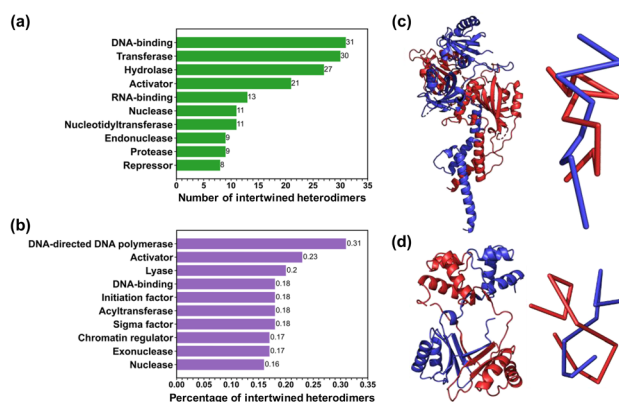 (a)
DNA-binding 31
Transferase 30
Hydrolase 27
Activator 21
RNA-binding 13
Nuclease 11
Nucleotidyltransferase 11
Endonuclease 9
Protease 9
Repressor 8
0 5 10 15 20 25 30 35
Number of intertwined heterodimers
(b)
DNA-directed DNA polymerase 0.31
Activator 0.23
Lyase 0.2
DNA-binding 0.18
Initiation factor 0.18
Acyltransferase 0.18
Sigma factor 0.18
Chromatin regulator 0.17
Exonuclease 0.17
Nuclease 0.16
0.00 0.05 0.10 0.15 0.20 0.25 0.30 0.35
Percentage of intertwined heterodimers
(c)
(d)